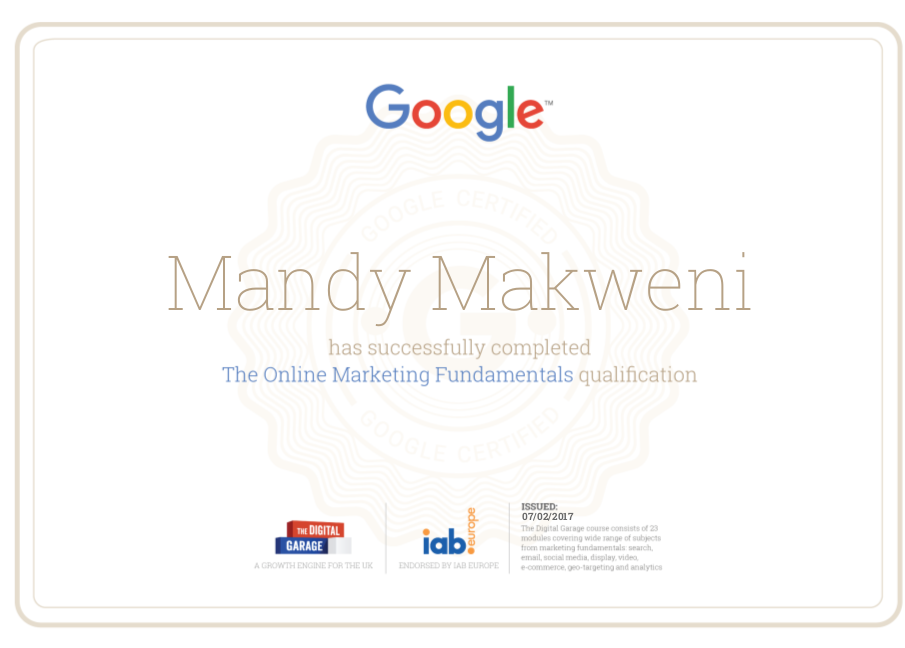 Google™
GOOGLE CERTIFIED
Mandy Makweni
has successfully completed
The Online Marketing Fundamentals qualification
GOOGLE CERTIFIED
THE DIGITAL
GARAGE
A GROWTH ENGINE FOR THE UK
iab europe
ENDORSED BY IAB EUROPE
ISSUED:
07/02/2017
The Digital Garage course consists of 23
modules covering wide range of subjects
from marketing fundamentals: search,
email, social media, display, video,
e-commerce, geo-targeting and analytics